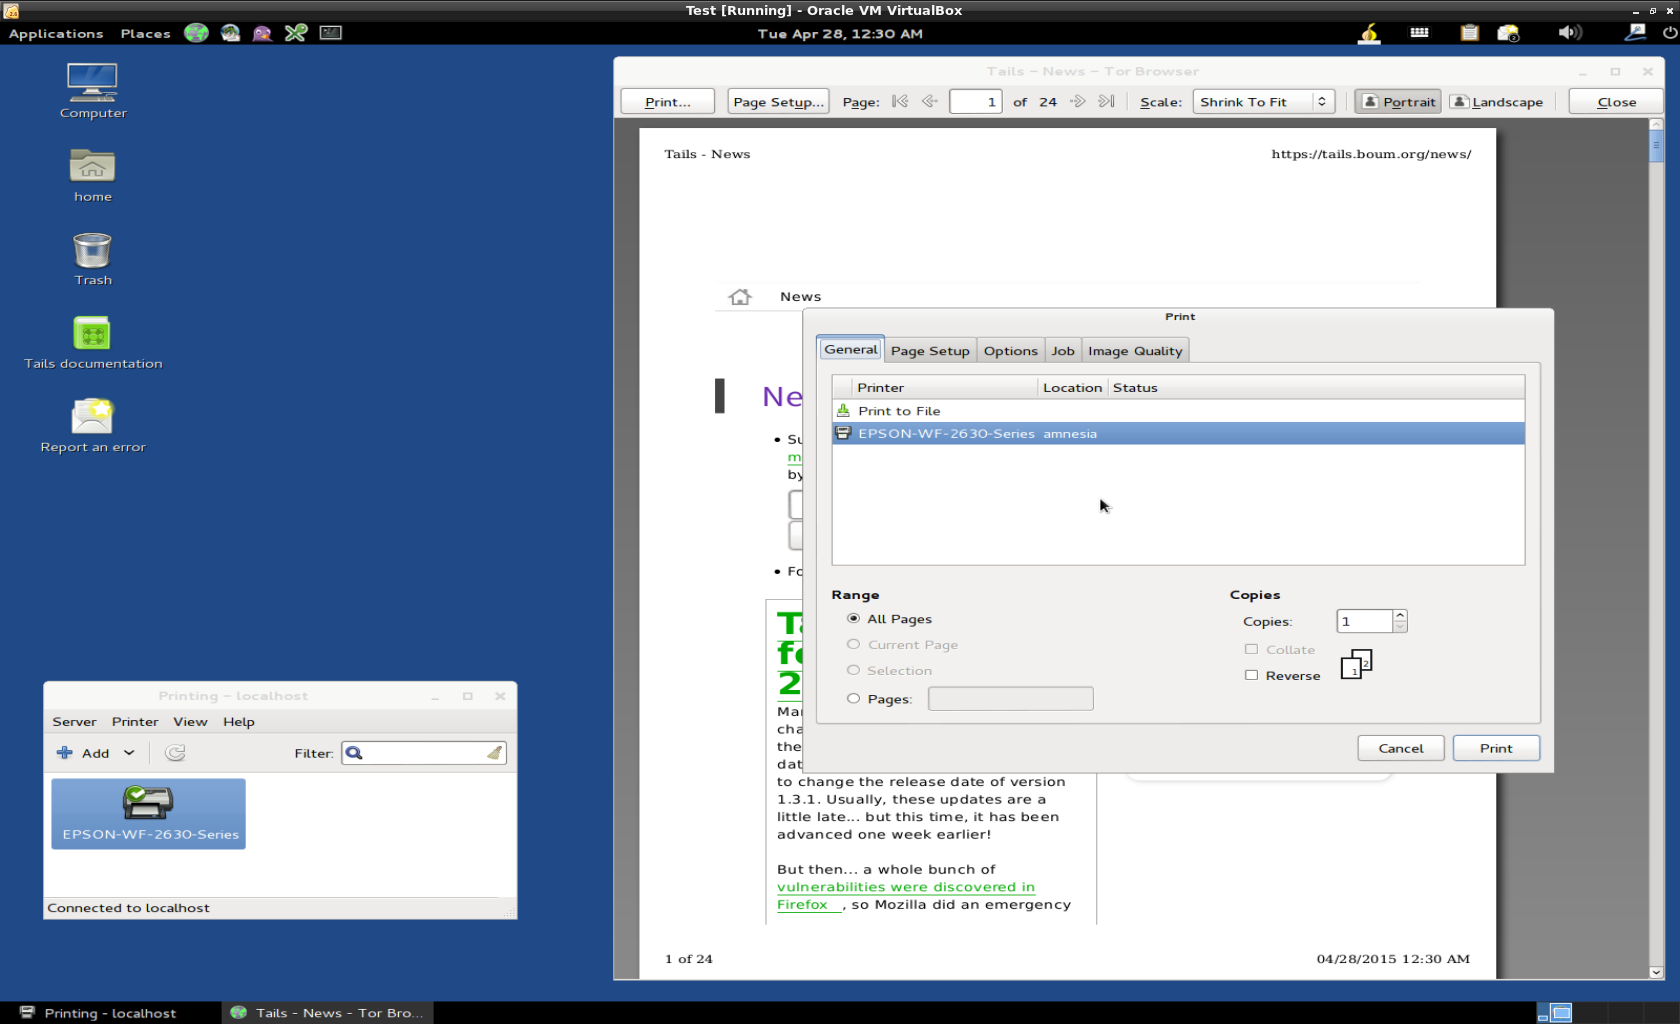 Test [Running] - Oracle VM VirtualBox
Applications Places
Tue Apr 28, 12:30 AM
Computer
home
Trash
Tails documentation
Report an error
Tails - News - Tor Browser
Print... Page Setup... Page: 1 of 24 Scale: Shrink To Fit Portrait Landscape Close
Tails - News
https://tails.boum.org/news/
News
Ne
• Su
m
by
• Fo
Ta
fo
2
Mar
cha
the
dat
to change the release date of version
1.3.1. Usually, these updates are a
little late... but this time, it has been
advanced one week earlier!
But then... a whole bunch of
vulnerabilities were discovered in
Firefox , so Mozilla did an emergency
1 of 24
04/28/2015 12:30 AM
Print
General Page Setup Options Job Image Quality
Printer Location Status
Print to File
EPSON-WF-2630-Series amnesia
Range
All Pages
Current Page
Selection
Pages:
Copies
Copies: 1
Collate
Reverse
1 2
Cancel Print
Printing - localhost
Server Printer View Help
Add Filter:
EPSON-WF-2630-Series
Connected to localhost
Printing - localhost
Tails - News - Tor Bro...